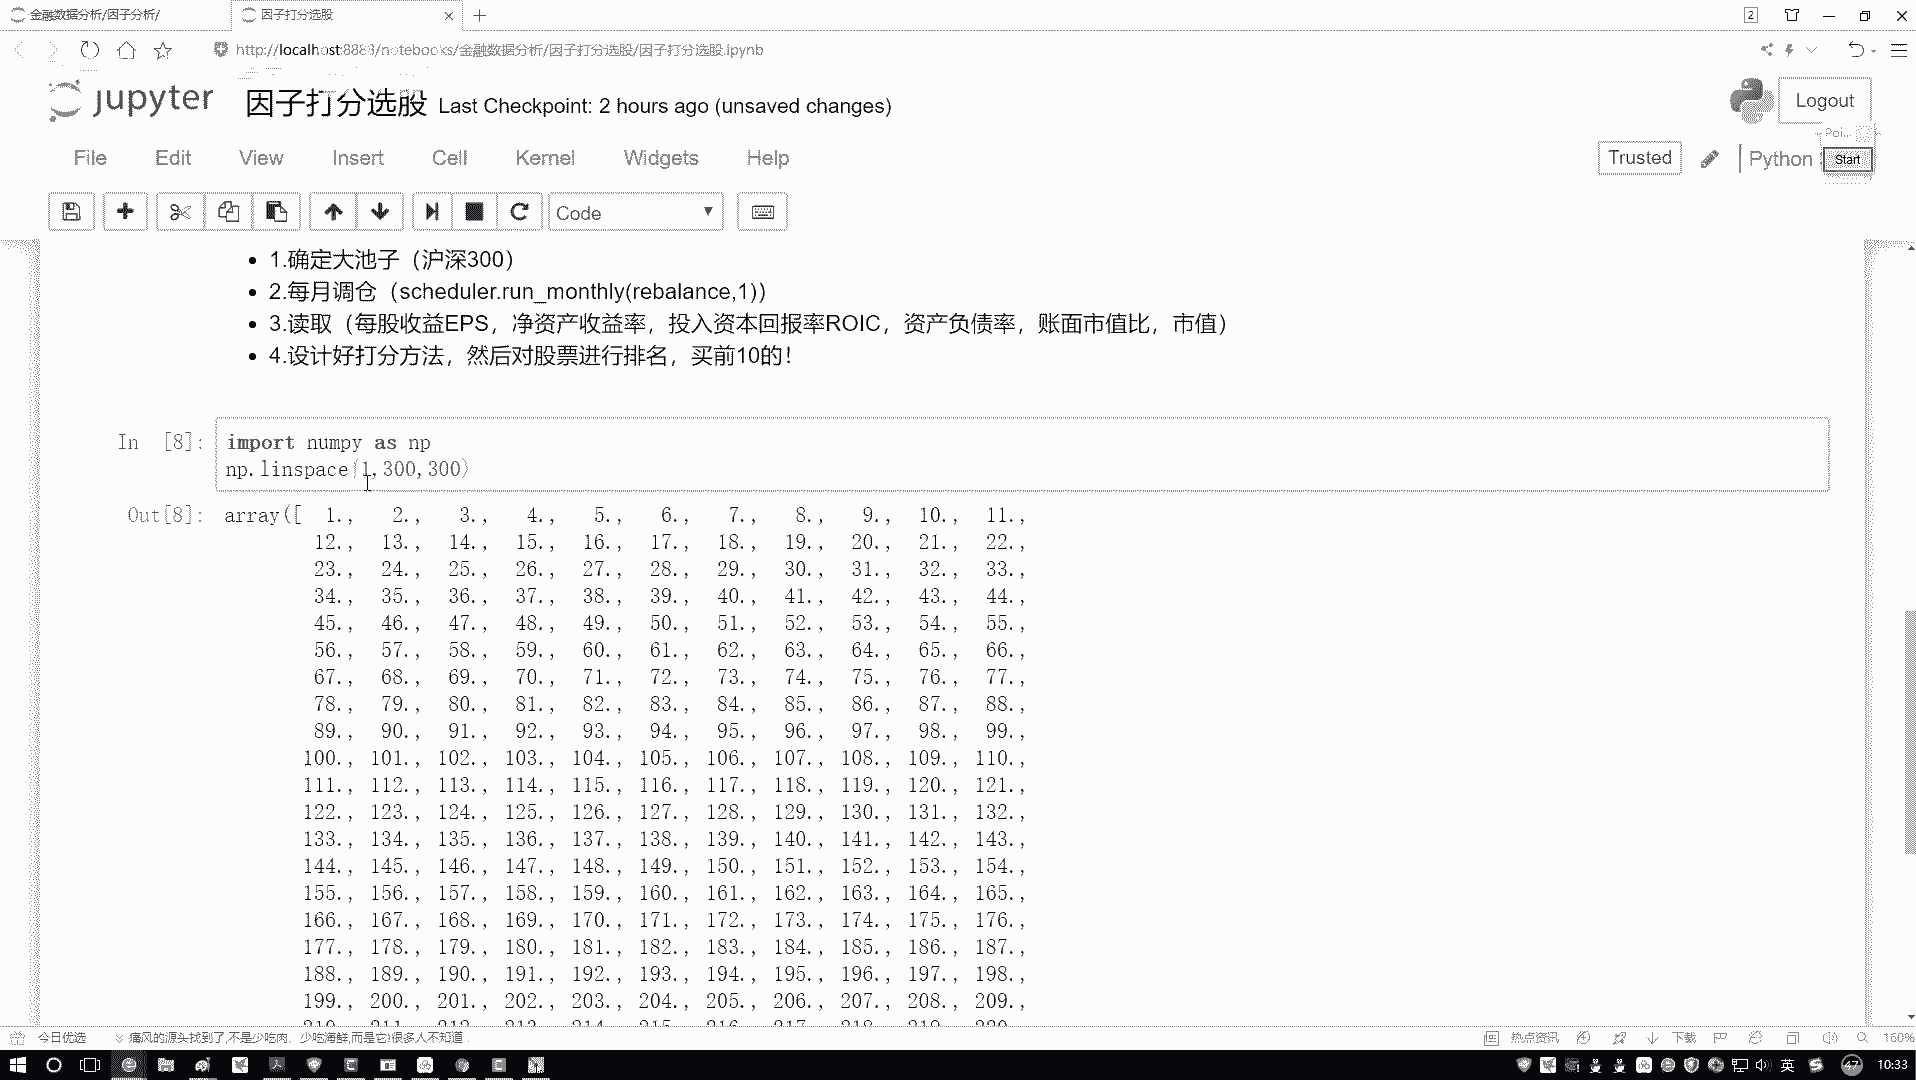 金融数据分析/因子分析/
因子打分选股
2
http://localhost:8888/notebooks/金融数据分析/因子打分选股/因子打分选股.ipynb
jupyter 因子打分选股 Last Checkpoint: 2 hours ago (unsaved changes)
Logout
Poi...
File Edit View Insert Cell Kernel Widgets Help
Trusted Python Start
Code
1.确定大池子（沪深300）
2.每月调仓（scheduler.run_monthly(rebalance,1)）
3.读取（每股收益EPS，净资产收益率，投入资本回报率ROIC，资产负债率，账面市值比，市值）
4.设计好打分方法，然后对股票进行排名，买前10的！
In [8]: import numpy as np
np.linspace(1,300,300)
Out[8]: array([ 1., 2., 3., 4., 5., 6., 7., 8., 9., 10., 11.,
12., 13., 14., 15., 16., 17., 18., 19., 20., 21., 22.,
23., 24., 25., 26., 27., 28., 29., 30., 31., 32., 33.,
34., 35., 36., 37., 38., 39., 40., 41., 42., 43., 44.,
45., 46., 47., 48., 49., 50., 51., 52., 53., 54., 55.,
56., 57., 58., 59., 60., 61., 62., 63., 64., 65., 66.,
67., 68., 69., 70., 71., 72., 73., 74., 75., 76., 77.,
78., 79., 80., 81., 82., 83., 84., 85., 86., 87., 88.,
89., 90., 91., 92., 93., 94., 95., 96., 97., 98., 99.,
100., 101., 102., 103., 104., 105., 106., 107., 108., 109., 110.,
111., 112., 113., 114., 115., 116., 117., 118., 119., 120., 121.,
122., 123., 124., 125., 126., 127., 128., 129., 130., 131., 132.,
133., 134., 135., 136., 137., 138., 139., 140., 141., 142., 143.,
144., 145., 146., 147., 148., 149., 150., 151., 152., 153., 154.,
155., 156., 157., 158., 159., 160., 161., 162., 163., 164., 165.,
166., 167., 168., 169., 170., 171., 172., 173., 174., 175., 176.,
177., 178., 179., 180., 181., 182., 183., 184., 185., 186., 187.,
188., 189., 190., 191., 192., 193., 194., 195., 196., 197., 198.,
199., 200., 201., 202., 203., 204., 205., 206., 207., 208., 209.,
210., 211., 212., 213., 214., 215., 216., 217., 218., 219., 220.,
今日优选 痛风的源头找到了,不是少吃肉、少吃海鲜,而是它!很多人不知道 热点资讯 下载 160%
英 47 10:33